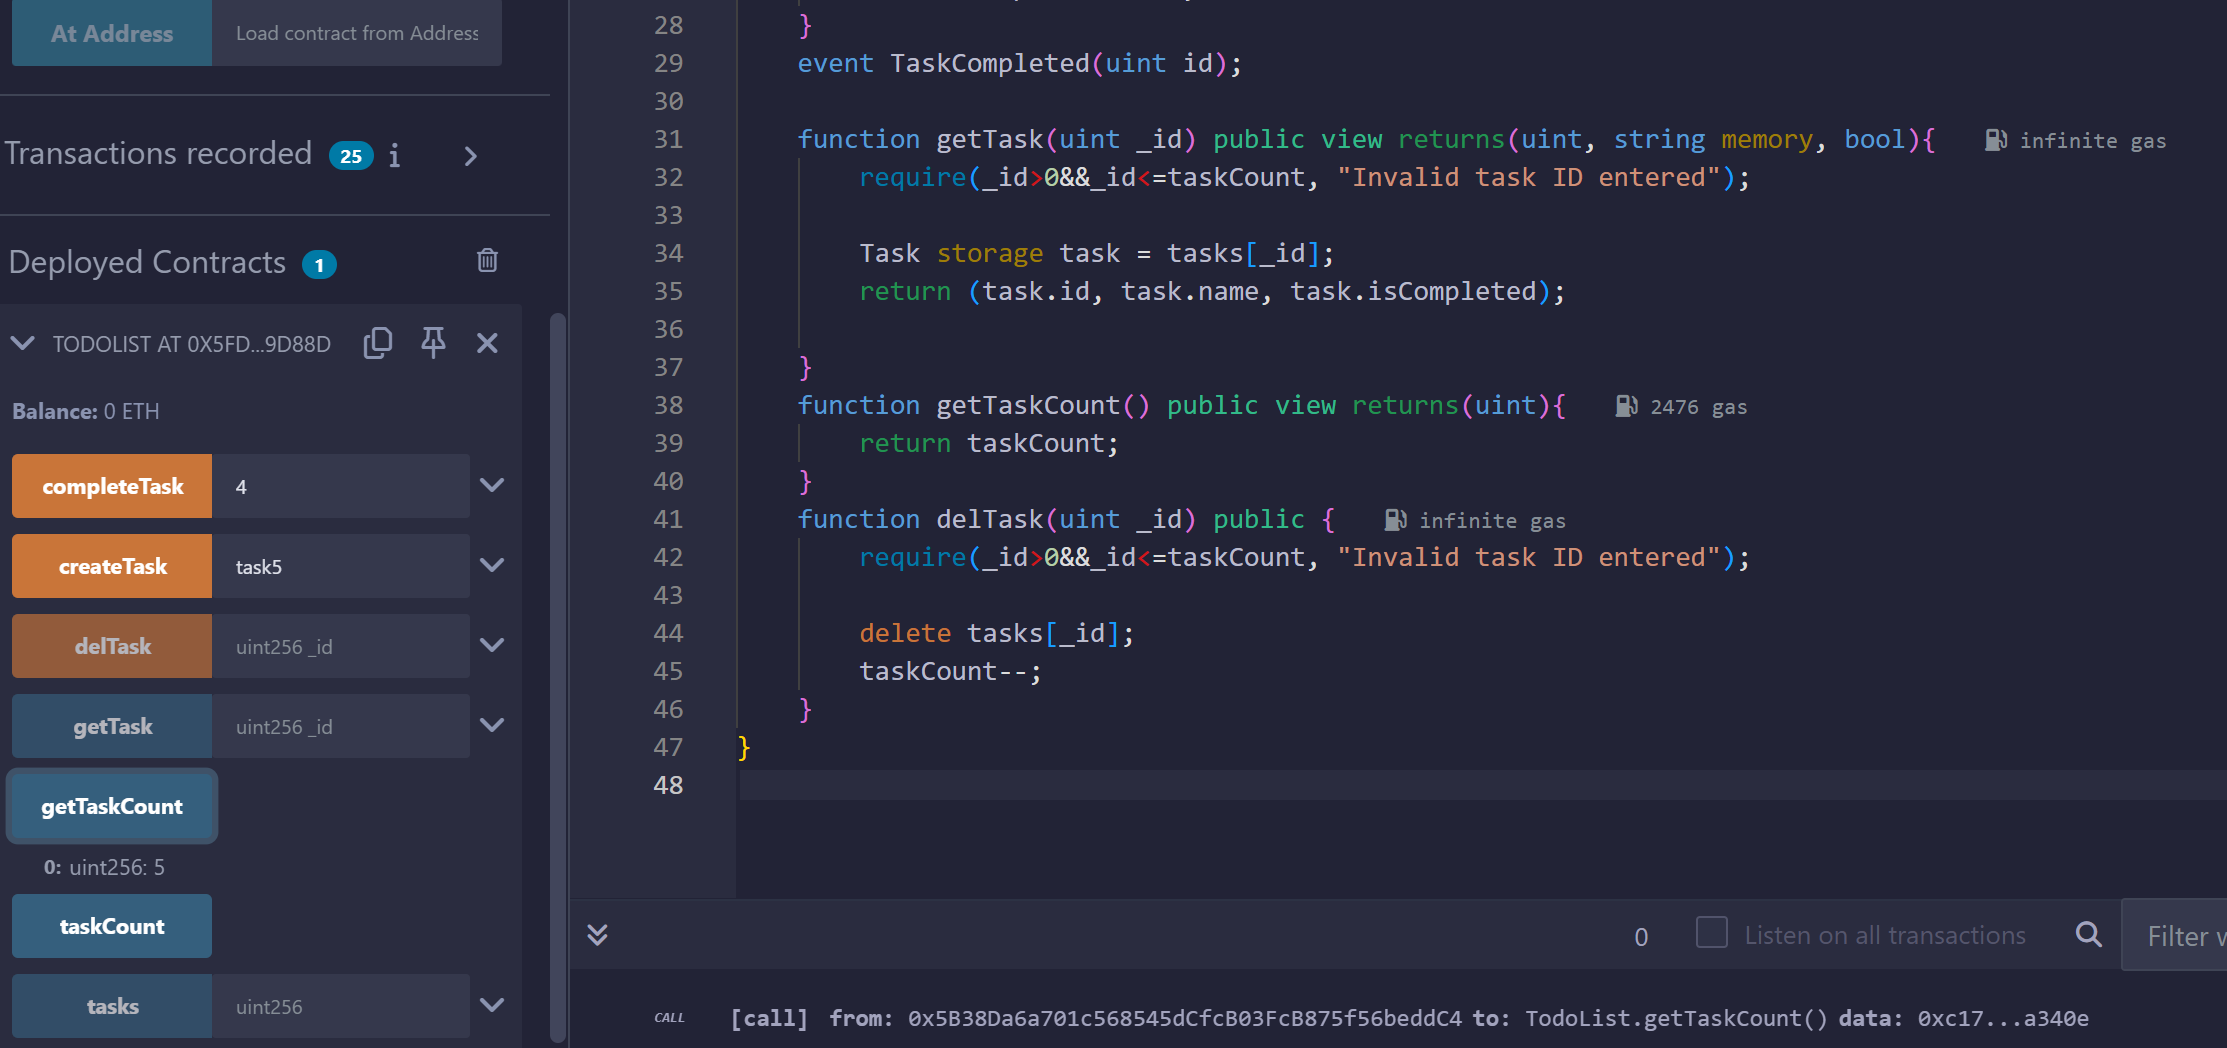 At Address
Load contract from Address
Transactions recorded 25 i
Deployed Contracts 1
TODOLIST AT 0X5FD...9D88D
Balance: 0 ETH
completeTask 4
createTask task5
delTask uint256 _id
getTask uint256 _id
getTaskCount
0: uint256: 5
taskCount
tasks uint256
28 }
29 event TaskCompleted(uint id);
30
31 function getTask(uint _id) public view returns(uint, string memory, bool){ infinite gas
32 require(_id>0&&_id<=taskCount, "Invalid task ID entered");
33
34 Task storage task = tasks[_id];
35 return (task.id, task.name, task.isCompleted);
36
37 }
38 function getTaskCount() public view returns(uint){ 2476 gas
39 return taskCount;
40 }
41 function delTask(uint _id) public { infinite gas
42 require(_id>0&&_id<=taskCount, "Invalid task ID entered");
43
44 delete tasks[_id];
45 taskCount--;
46 }
47 }
48
0 Listen on all transactions Filter
CALL [call] from: 0x5B38Da6a701c568545dCfcB03FcB875f56beddC4 to: TodoList.getTaskCount() data: 0xc17...a340e